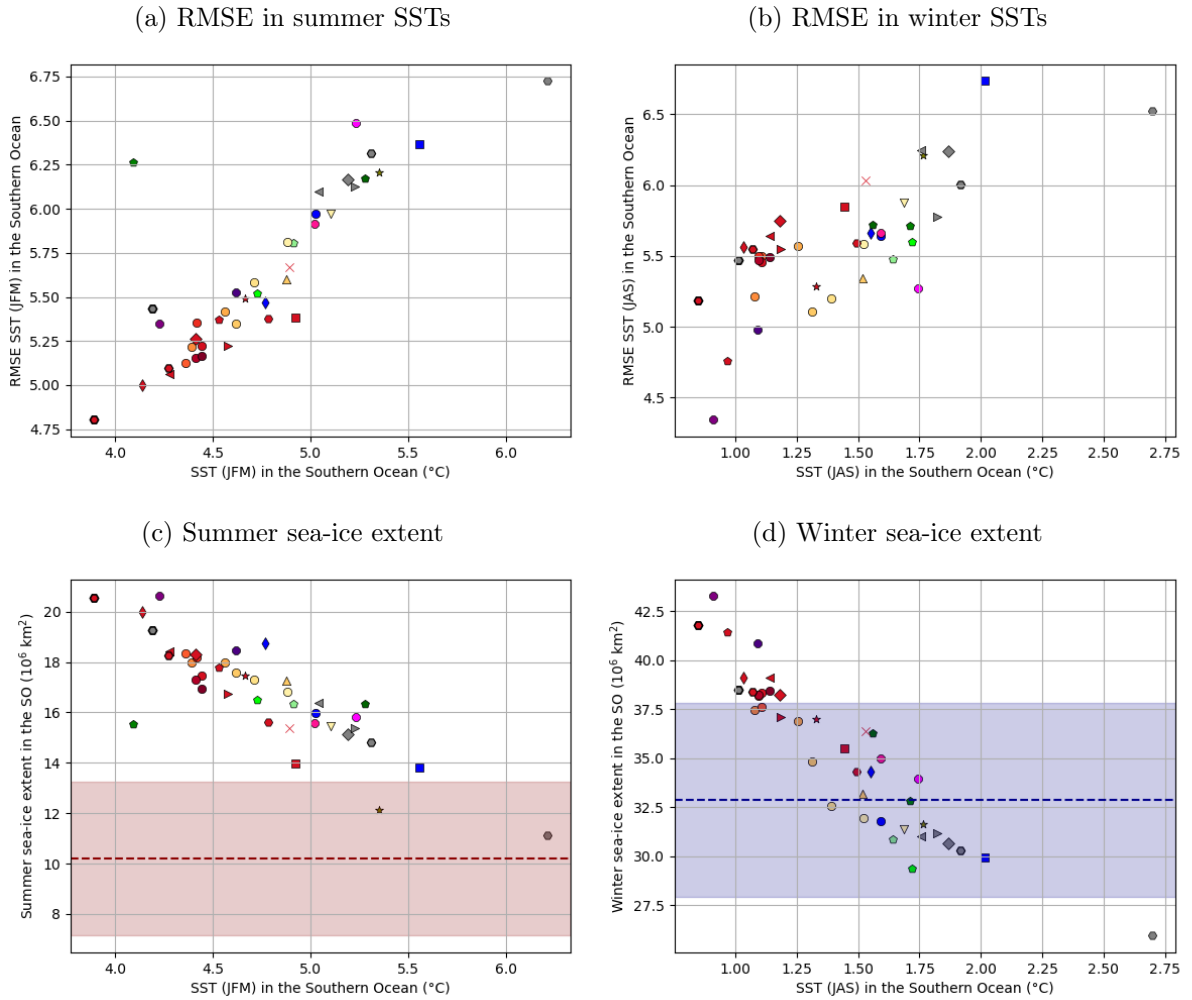 (a) RMSE in summer SSTs
RMSE SST (JFM) in the Southern Ocean
6.75
6.50
6.25
6.00
5.75
5.50
5.25
5.00
4.75
4.0 4.5 5.0 5.5 6.0
SST (JFM) in the Southern Ocean (°C)
(b) RMSE in winter SSTs
RMSE SST (JAS) in the Southern Ocean
6.5
6.0
5.5
5.0
4.5
1.00 1.25 1.50 1.75 2.00 2.25 2.50 2.75
SST (JAS) in the Southern Ocean (°C)
(c) Summer sea-ice extent
Summer sea-ice extent in the SO (10⁶ km²)
20
18
16
14
12
10
8
4.0 4.5 5.0 5.5 6.0
SST (JFM) in the Southern Ocean (°C)
(d) Winter sea-ice extent
Winter sea-ice extent in the SO (10⁶ km²)
42.5
40.0
37.5
35.0
32.5
30.0
27.5
1.00 1.25 1.50 1.75 2.00 2.25 2.50 2.75
SST (JAS) in the Southern Ocean (°C)